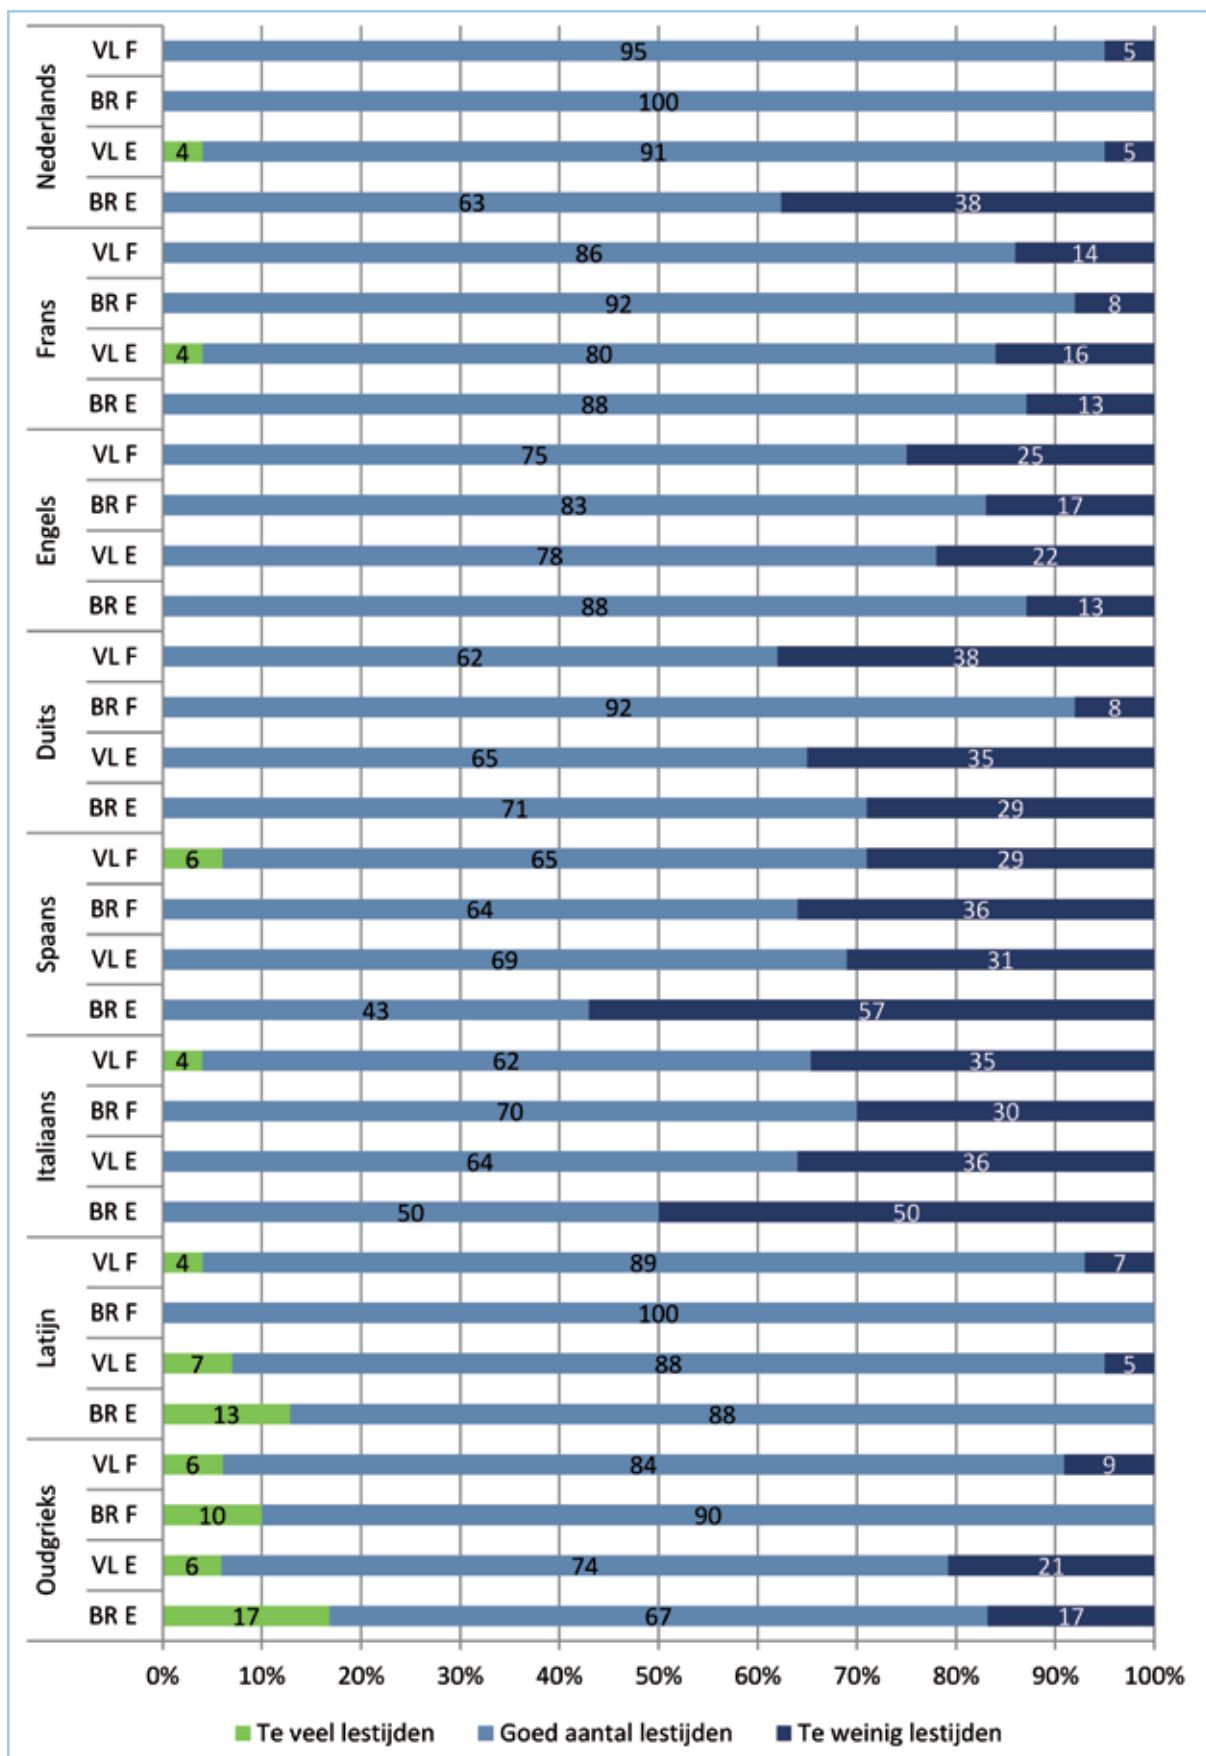 Nederlands
VL F 95 5
BR F 100
VL E 4 91 5
BR E 63 38
Frans
VL F 86 14
BR F 92 8
VL E 4 80 16
BR E 88 13
Engels
VL F 75 25
BR F 83 17
VL E 78 22
BR E 88 13
Duits
VL F 62 38
BR F 92 8
VL E 65 35
BR E 71 29
Spaans
VL F 6 65 29
BR F 64 36
VL E 69 31
BR E 43 57
Italiaans
VL F 4 62 35
BR F 70 30
VL E 64 36
BR E 50 50
Latijn
VL F 4 89 7
BR F 100
VL E 7 88 5
BR E 13 88
Oudgrieks
VL F 6 84 9
BR F 10 90
VL E 6 74 21
BR E 17 67 17
0% 10% 20% 30% 40% 50% 60% 70% 80% 90% 100%
Te veel lestijden Goed aantal lestijden Te weinig lestijden